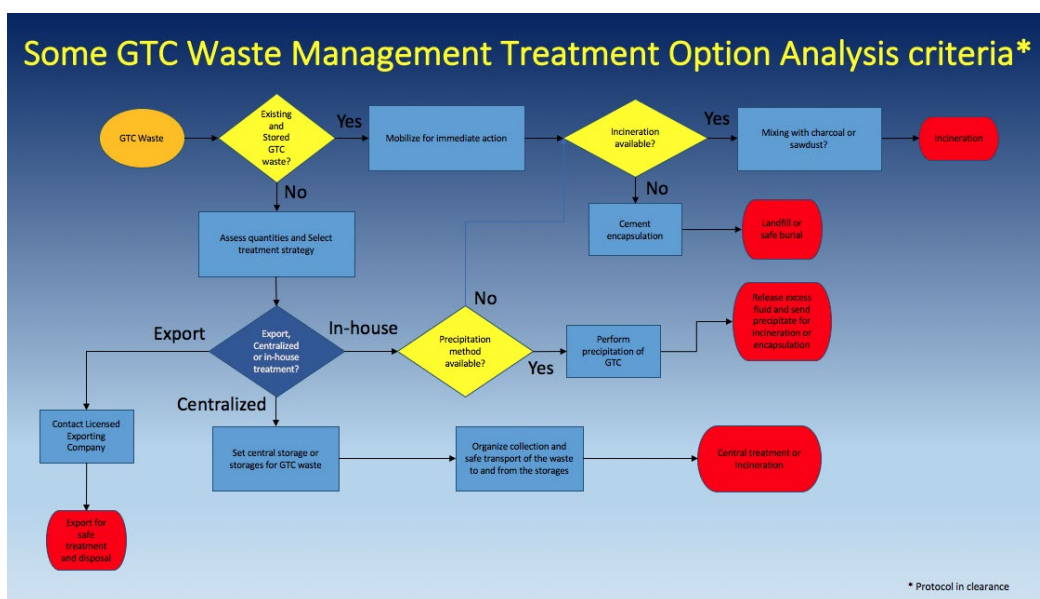 Some GTC Waste Management Treatment Option Analysis criteria*
GTC Waste
Existing
and
Stored
GTC
waste?
Yes
Mobilize for immediate action
Incineration
available?
Yes
Mixing with charcoal or
sawdust?
Incineration
No
No
Assess quantities and Select
treatment strategy
Cement
encapsulation
Landfill or
safe burial
Export
Export,
Centralized
or in-house
treatment?
In-house
No
Precipitation
method
available?
Yes
Perform
precipitation of
GTC
Release excess
fluid and send
precipitate for
incineration or
encapsulation
Centralized
Contact Licensed
Exporting
Company
Set central storage or
storages for GTC waste
Organize collection and
safe transport of the waste
to and from the storages
Central treatment or
Incineration
Export for
safe
treatment
and disposal
* Protocol in clearance